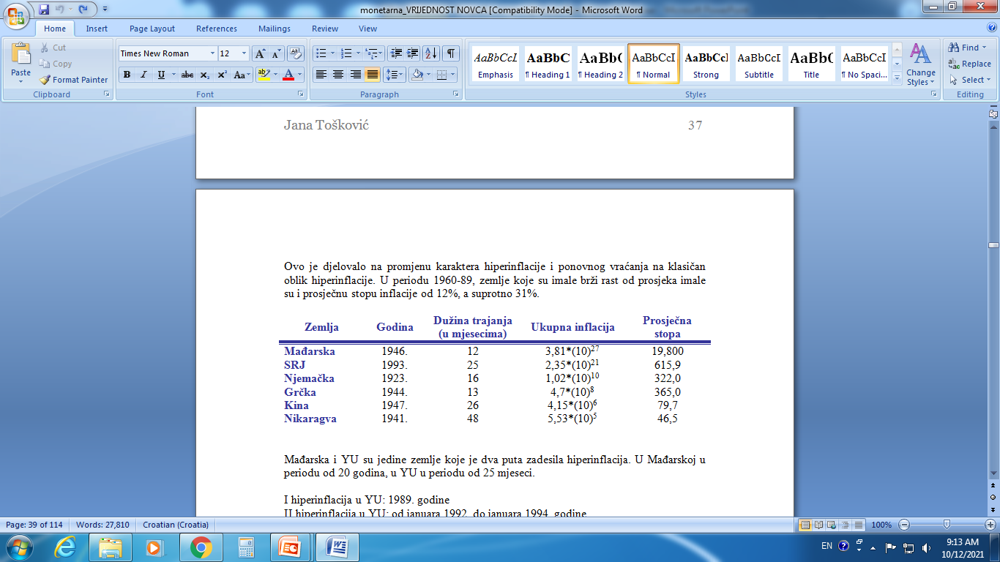 monetarna_VRIJEDNOST NOVCA [Compatibility Mode] - Microsoft Word
Home Insert Page Layout References Mailings Review View
Paste
Cut
Copy
Format Painter
Clipboard
Times New Roman 12
B I U abc x₂ x² Aa
Font
Paragraph
AaBbCcI AaBbC AaBbC AaBbCcI AaBbCcl AaBbCcI AaBbC AaBbCcI
Emphasis ¶ Heading 1 ¶ Heading 2 ¶ Normal Strong Subtitle Title ¶ No Spaci...
Change Styles
Styles
Find
Replace
Select
Editing
Jana Tošković 37
Ovo je djelovalo na promjenu karaktera hiperinflacije i ponovnog vraćanja na klasičan
oblik hiperinflacije. U periodu 1960-89, zemlje koje su imale brži rast od prosjeka imale
su i prosječnu stopu inflacije od 12%, a suprotno 31%.
Zemlja Godina Dužina trajanja (u mjesecima) Ukupna inflacija Prosječna stopa
Mađarska 1946. 12 3,81*(10)²⁷ 19,800
SRJ 1993. 25 2,35*(10)²¹ 615,9
Njemačka 1923. 16 1,02*(10)¹⁰ 322,0
Grčka 1944. 13 4,7*(10)⁸ 365,0
Kina 1947. 26 4,15*(10)⁶ 79,7
Nikaragva 1941. 48 5,53*(10)⁵ 46,5
Mađarska i YU su jedine zemlje koje je dva puta zadesila hiperinflacija. U Mađarskoj u
periodu od 20 godina, u YU u periodu od 25 mjeseci.
I hiperinflacija u YU: 1989. godine
II hiperinflacija u YU: od januara 1992. do januara 1994. godine
Page: 39 of 114 Words: 27,810 Croatian (Croatia) 100%
EN 9:13 AM
10/12/2021